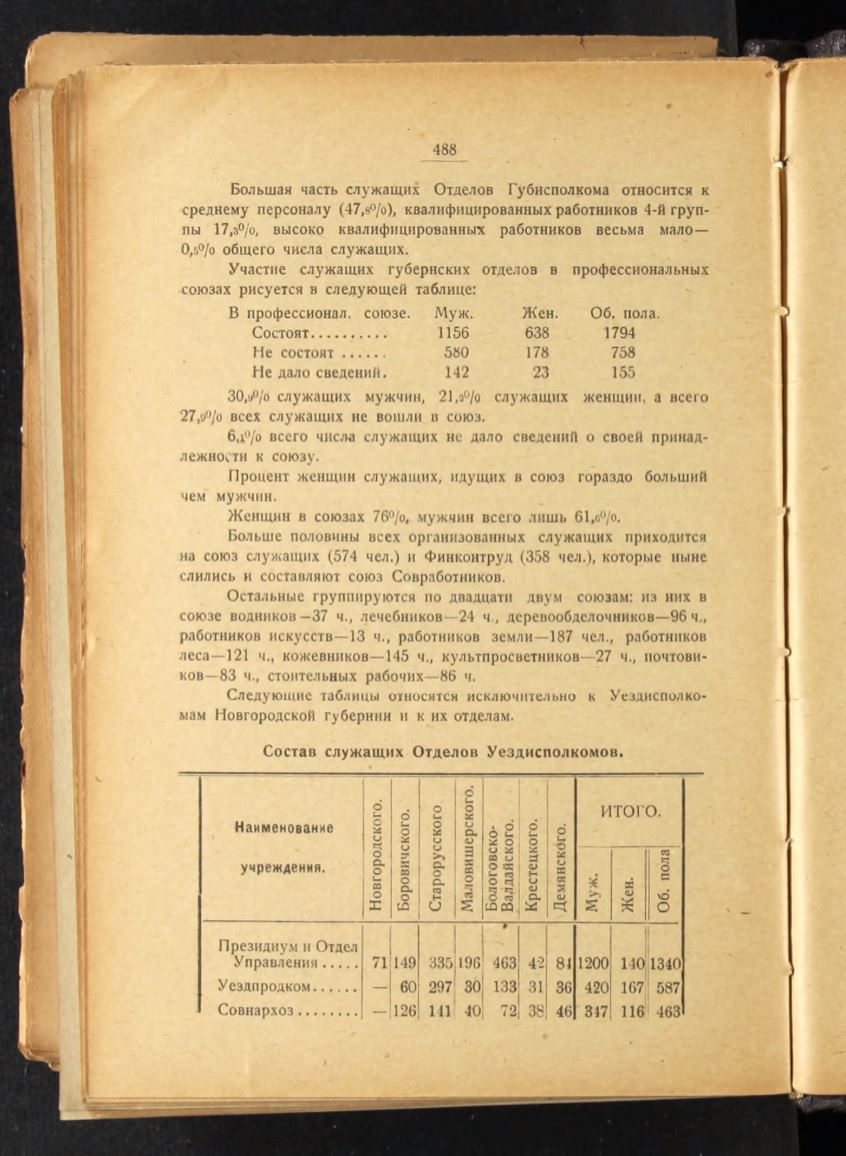 488
Большая часть служащих Отделов Губисполкома относится к
среднему персоналу (47,8%), квалифицированных работников 4-й груп-
пы 17,3%, высоко квалифицированных работников весьма мало—
0,5% общего числа служащих.
Участие служащих губернских отделов в профессиональных
союзах рисуется в следующей таблице:
В профессионал. союзе. Муж. Жен. Об. пола.
Состоят.......... 1156 638 1794
Не состоят ...... 580 178 758
Не дало сведений. 142 23 155
30,9% служащих мужчин, 21,9% служащих женщин, а всего
27,9% всех служащих не вошли в союз.
6,1% всего числа служащих не дало сведений о своей принад-
лежности к союзу.
Процент женщин служащих, идущих в союз гораздо больший
чем мужчин.
Женщин в союзах 76%, мужчин всего лишь 61,6%.
Больше половины всех организованных служащих приходится
на союз служащих (574 чел.) и Финконтруд (358 чел.), которые ныне
слились и составляют союз Совработников.
Остальные группируются по двадцати двум союзам: из них в
союзе водников—37 ч., лечебников—24 ч., деревообделочников—96 ч.,
работников искусств—13 ч., работников земли—187 чел., работников
леса—121 ч., кожевников—145 ч., культпросветников—27 ч., почтови-
ков—83 ч., стоительных рабочих—86 ч.
Следующие таблицы относятся исключительно к Уездисполко-
мам Новгородской губернии и к их отделам.
Состав служащих Отделов Уездисполкомов.
Наименование
учреждения.
Новгородского.
Боровичского.
Старорусского
Маловишерского.
Бологовско-
Валдайского.
Крестецкого.
Демянского.
ИТОГО.
Муж.
Жен.
Об. пола
Президиум и Отдел
Управления ..... 71 149 335 196 463 42 84 1200 140 1340
Уездпродком...... — 60 297 30 133 31 36 420 167 587
Совнархоз ........ — 126 141 40 72 38 46 347 116 463